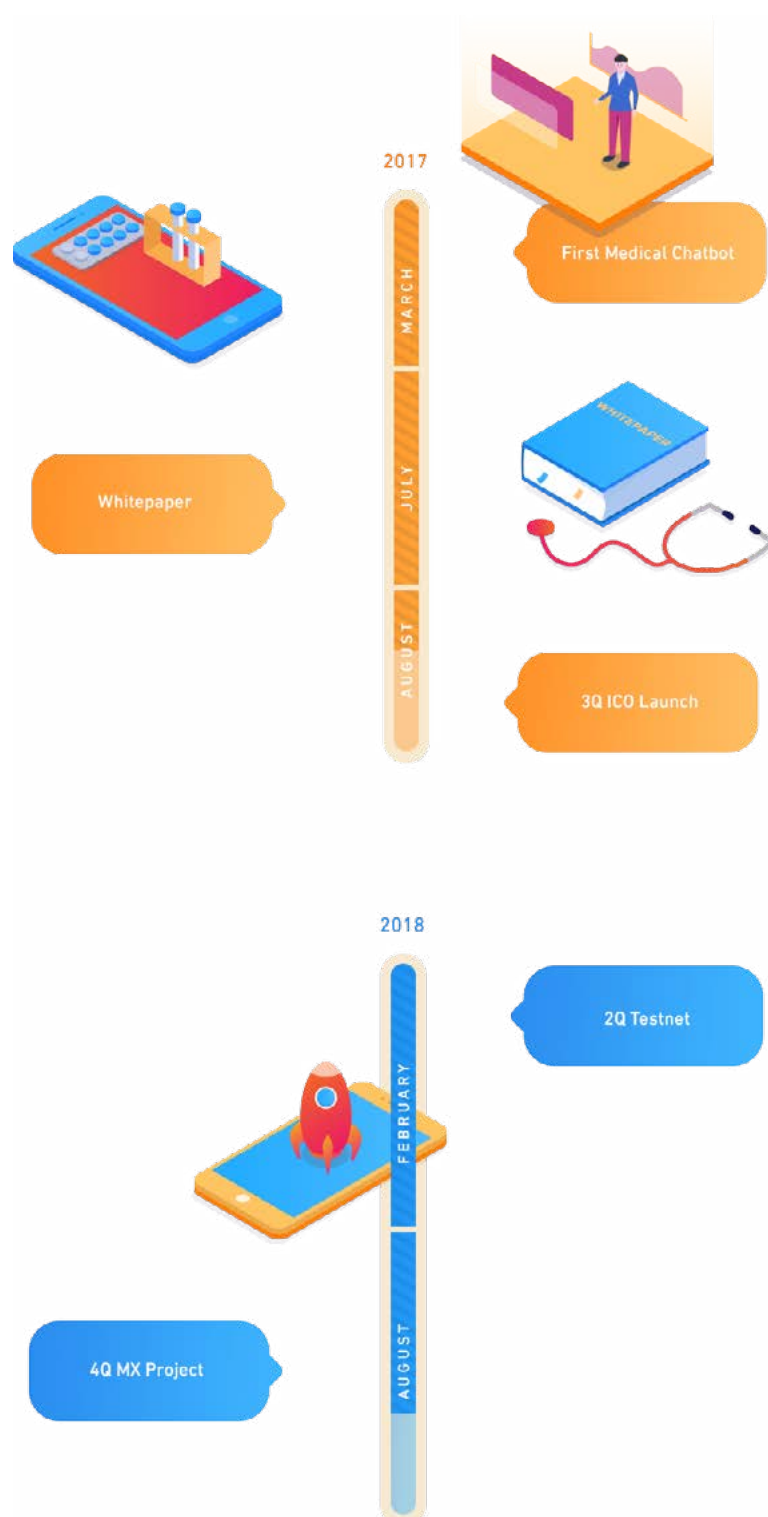 2017
MARCH
First Medical Chatbot
WHITEPAPER
JULY
Whitepaper
AUGUST
3Q ICO Launch
2018
2Q Testnet
FEBRUARY
AUGUST
4Q MX Project